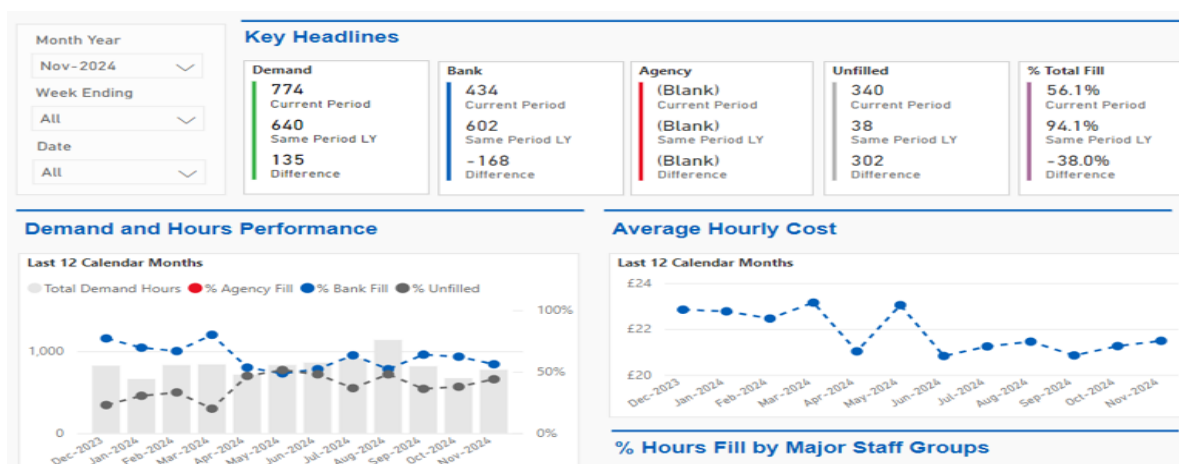 Month Year
Nov-2024
Week Ending
All
Date
All
Key Headlines
Demand
774
Current Period
640
Same Period LY
135
Difference
Bank
434
Current Period
602
Same Period LY
-168
Difference
Agency
(Blank)
Current Period
(Blank)
Same Period LY
(Blank)
Difference
Unfilled
340
Current Period
38
Same Period LY
302
Difference
% Total Fill
56.1%
Current Period
94.1%
Same Period LY
-38.0%
Difference
Demand and Hours Performance
Last 12 Calendar Months
Total Demand Hours % Agency Fill % Bank Fill % Unfilled
100%
1,000
50%
0
0%
Dec-2023 Jan-2024 Feb-2024 Mar-2024 Apr-2024 May-2024 Jun-2024 Jul-2024 Aug-2024 Sep-2024 Oct-2024 Nov-2024
Average Hourly Cost
Last 12 Calendar Months
£24
£22
£20
Dec-2023 Jan-2024 Feb-2024 Mar-2024 Apr-2024 May-2024 Jun-2024 Jul-2024 Aug-2024 Sep-2024 Oct-2024 Nov-2024
% Hours Fill by Major Staff Groups